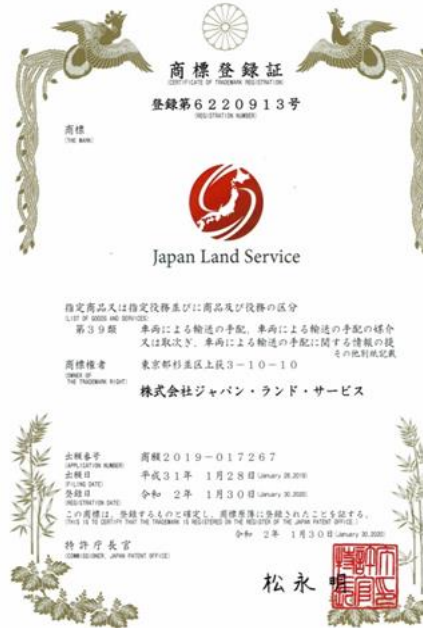 商標登録証
(CERTIFICATE OF TRADEMARK REGISTRATION)
登録第6220913号
(REGISTRATION NUMBER)
商標
(THE MARK)
Japan Land Service
指定商品又は指定役務並びに商品及び役務の区分
(LIST OF GOODS AND SERVICES)
第39類 車両による輸送の手配,車両による輸送の手配の媒介
又は取次ぎ,車両による輸送の手配に関する情報の提
その他別紙記載
商標権者 東京都杉並区上荻3-10-10
(OWNER OF THE TRADEMARK RIGHT)
株式会社ジャパン・ランド・サービス
出願番号 商願2019-017267
(APPLICATION NUMBER)
出願日 平成31年 1月28日(January 28,2019)
(FILING DATE)
登録日 令和 2年 1月30日(January 30,2020)
(REGISTRATION DATE)
この商標は、登録するものと確定し、商標原簿に登録されたことを証する。
(THIS IS TO CERTIFY THAT THE TRADEMARK IS REGISTERED ON THE REGISTER OF THE JAPAN PATENT OFFICE.)
令和 2年 1月30日(January 30,2020)
特許庁長官
(COMMISSIONER, JAPAN PATENT OFFICE)
松永 明